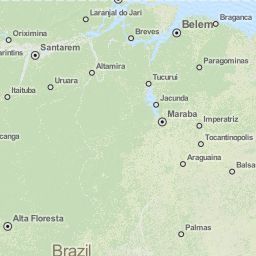 Laranjal do Jari
Braganca
Belem
Oriximina
Breves
arintins
Santarem
Paragominas
Altamira
Uruara
Tucurui
Itaituba
Jacunda
Maraba
Imperatriz
canga
Tocantinopolis
Araguaina
Balsa
Alta Floresta
Palmas
Brazil